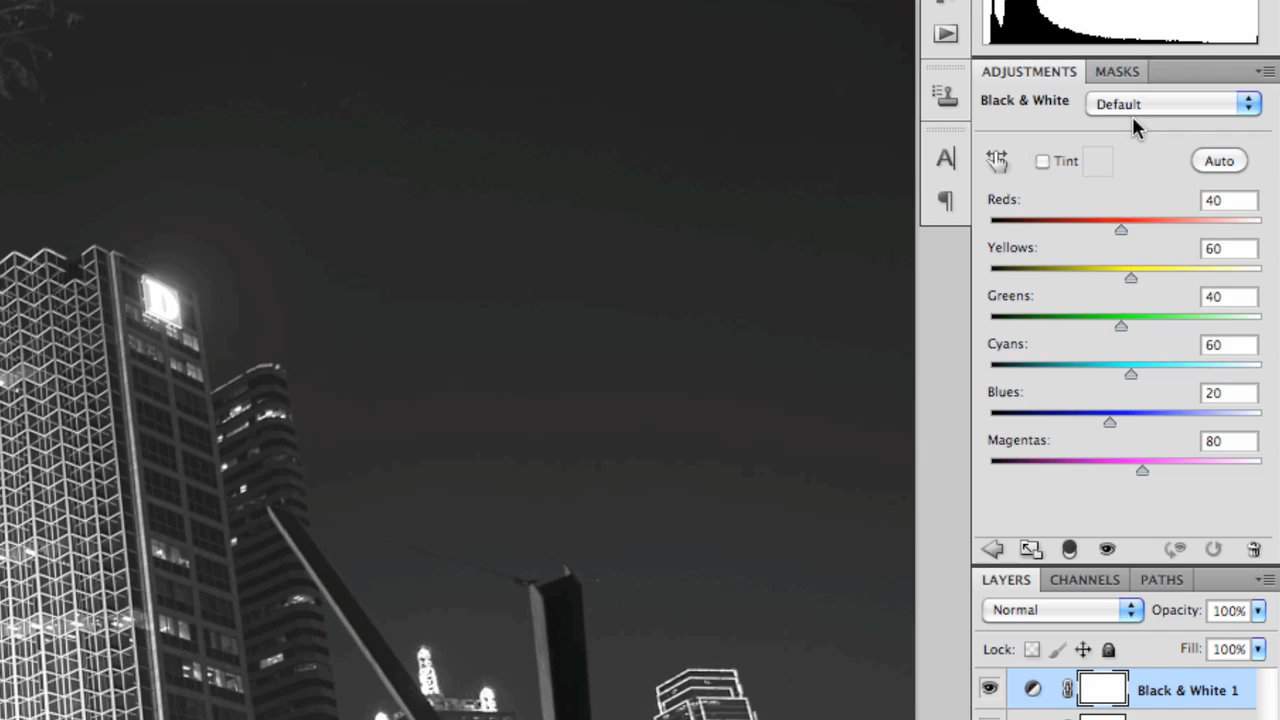 ADJUSTMENTS MASKS
Black & White Default
Tint Auto
Reds: 40
Yellows: 60
Greens: 40
Cyans: 60
Blues: 20
Magentas: 80
LAYERS CHANNELS PATHS
Normal Opacity: 100%
Lock: Fill: 100%
Black & White 1
A
¶
D